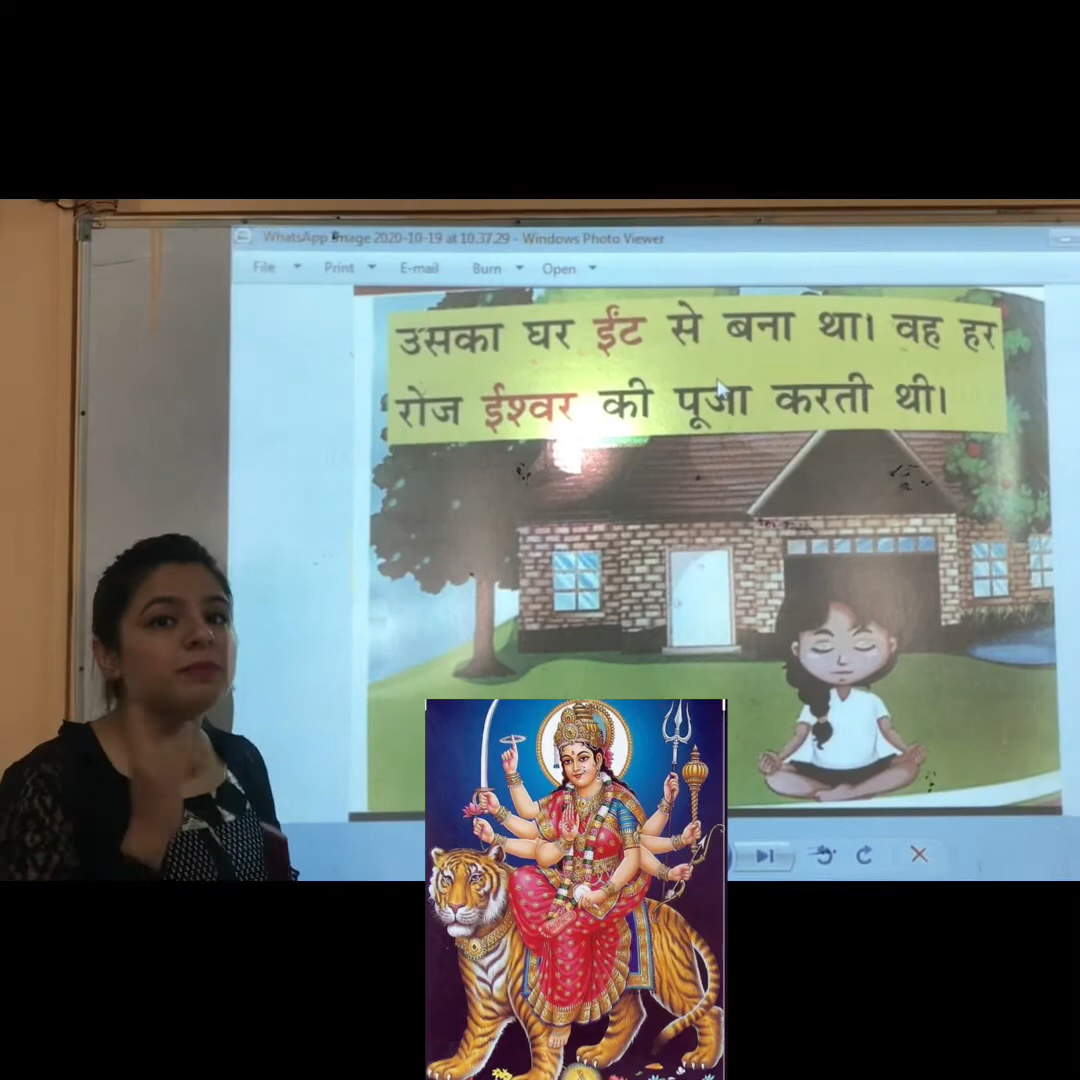 WhatsApp Image 2020-10-19 at 10.37.29 - Windows Photo Viewer
File Print E-mail Burn Open
उसका घर ईंट से बना था। वह हर
रोज ईश्वर की पूजा करती थी।